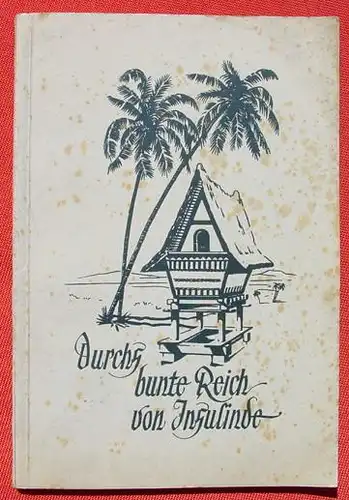 Durchs
bunte Reich
von Insulinde